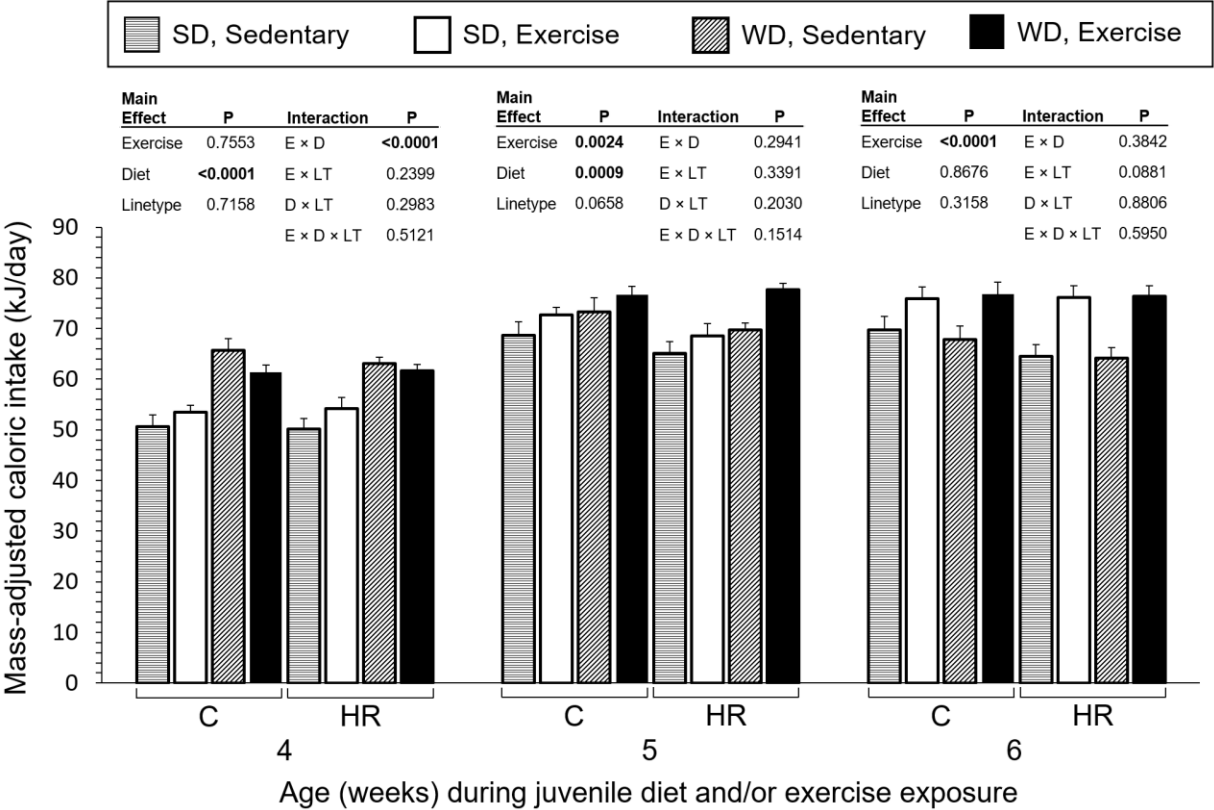 SD, Sedentary SD, Exercise WD, Sedentary WD, Exercise
Main
Effect P Interaction P
Exercise 0.7553 E × D <0.0001
Diet <0.0001 E × LT 0.2399
Linetype 0.7158 D × LT 0.2983
E × D × LT 0.5121
Main
Effect P Interaction P
Exercise 0.0024 E × D 0.2941
Diet 0.0009 E × LT 0.3391
Linetype 0.0658 D × LT 0.2030
E × D × LT 0.1514
Main
Effect P Interaction P
Exercise <0.0001 E × D 0.3842
Diet 0.8676 E × LT 0.0881
Linetype 0.3158 D × LT 0.8806
E × D × LT 0.5950
Mass-adjusted caloric intake (kJ/day)
90
80
70
60
50
40
30
20
10
0
C HR C HR C HR
4 5 6
Age (weeks) during juvenile diet and/or exercise exposure